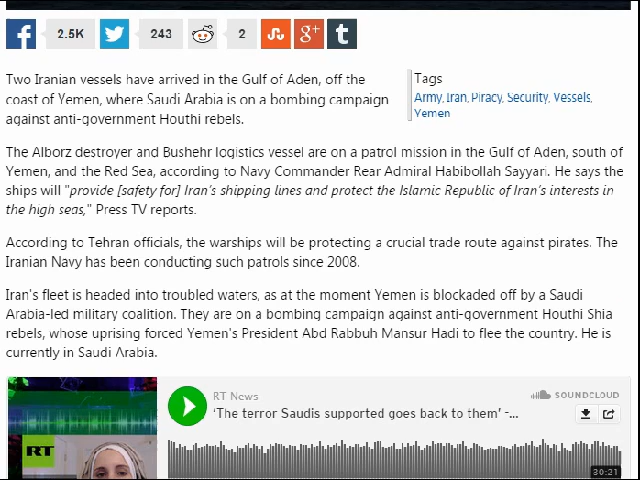 2.5K
243
2
Two Iranian vessels have arrived in the Gulf of Aden, off the
coast of Yemen, where Saudi Arabia is on a bombing campaign
against anti-government Houthi rebels.
Tags
Army, Iran, Piracy, Security, Vessels,
Yemen
The Alborz destroyer and Bushehr logistics vessel are on a patrol mission in the Gulf of Aden, south of
Yemen, and the Red Sea, according to Navy Commander Rear Admiral Habibollah Sayyari. He says the
ships will "provide [safety for] Iran's shipping lines and protect the Islamic Republic of Iran's interests in
the high seas," Press TV reports.
According to Tehran officials, the warships will be protecting a crucial trade route against pirates. The
Iranian Navy has been conducting such patrols since 2008.
Iran's fleet is headed into troubled waters, as at the moment Yemen is blockaded off by a Saudi
Arabia-led military coalition. They are on a bombing campaign against anti-government Houthi Shia
rebels, whose uprising forced Yemen's President Abd Rabbuh Mansur Hadi to flee the country. He is
currently in Saudi Arabia.
RT
RT News
SOUNDCLOUD
'The terror Saudis supported goes back to them' -...
30:21